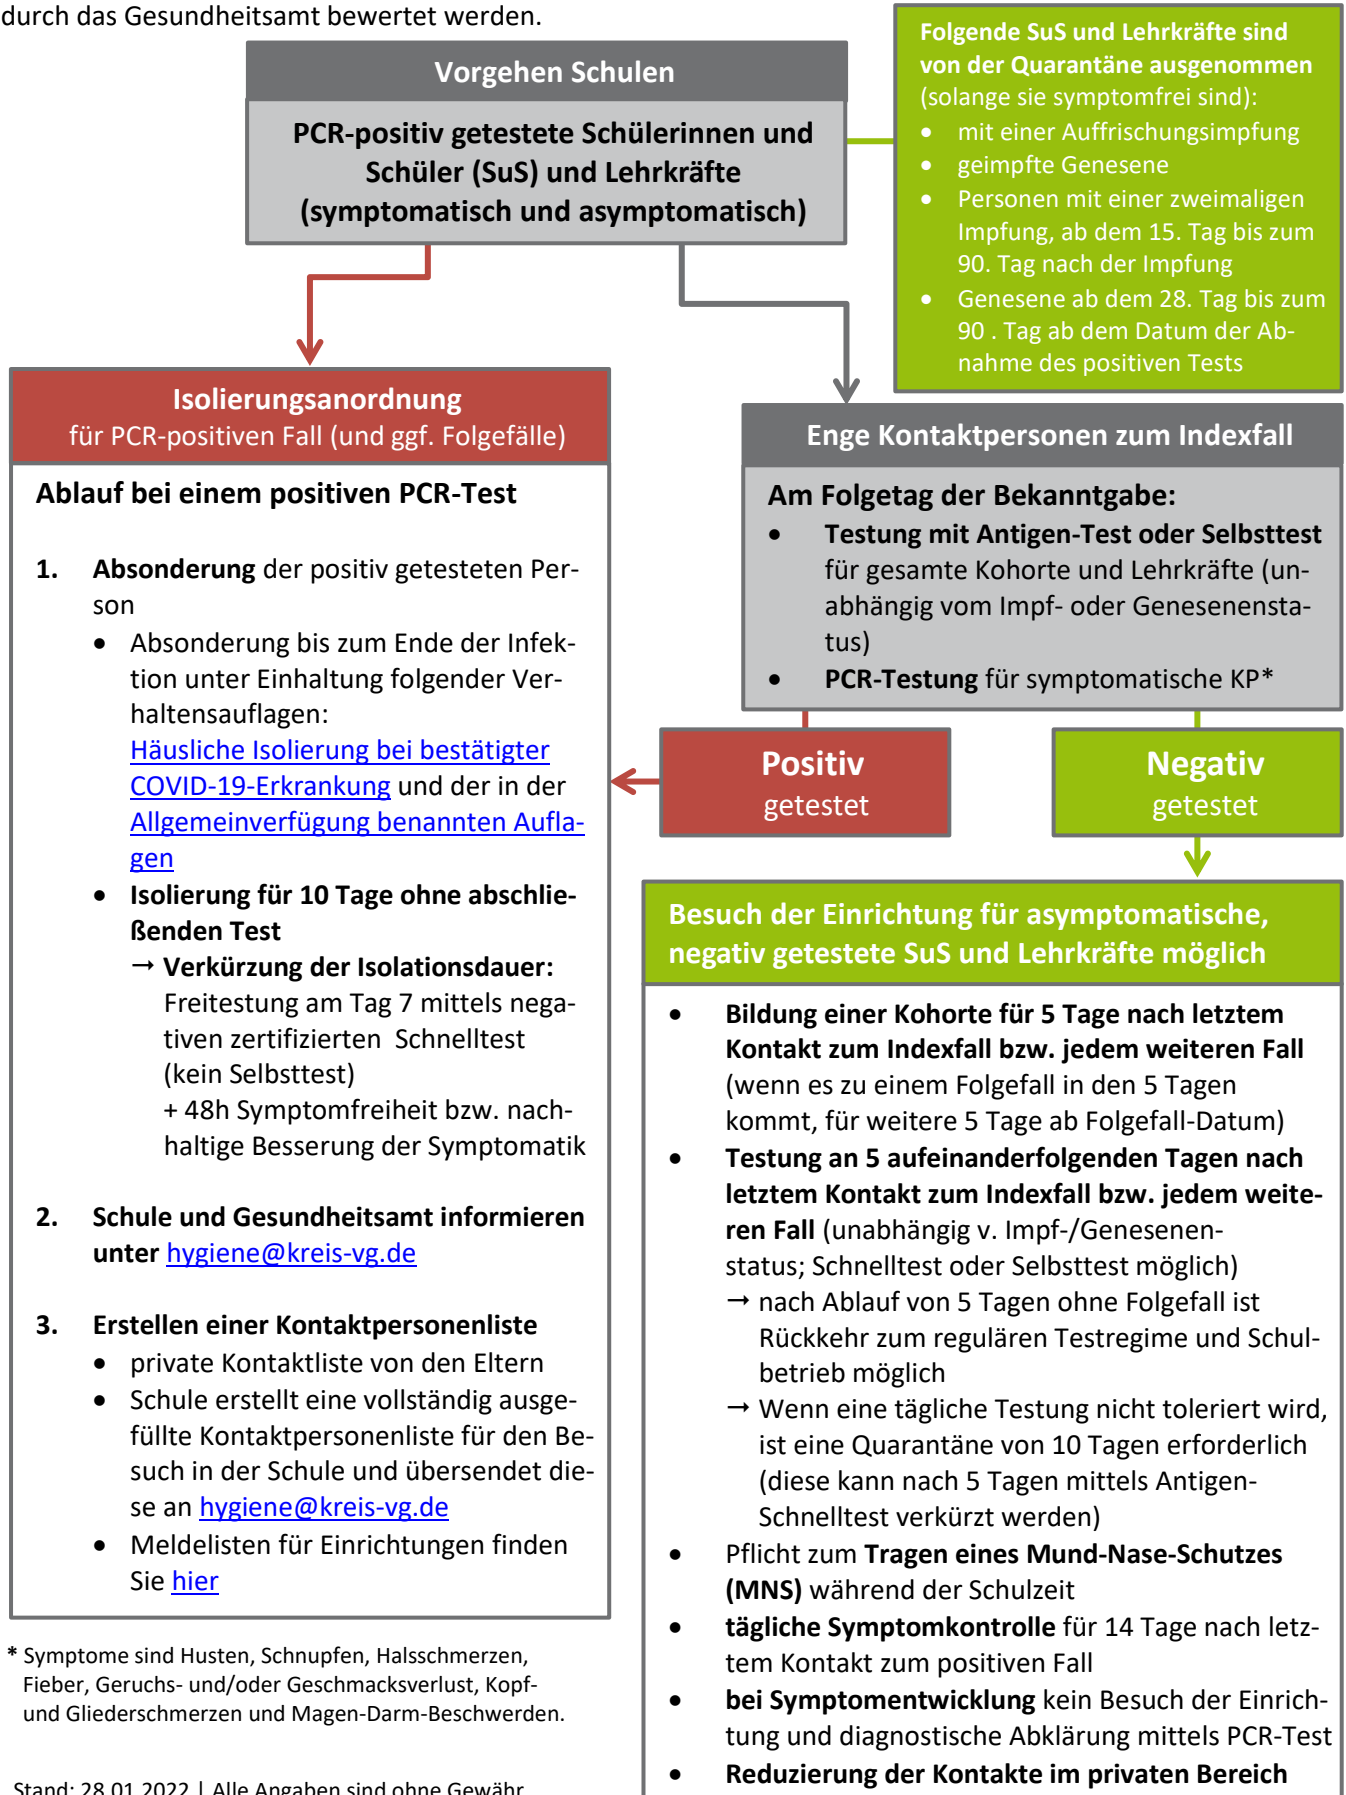 durch das Gesundheitsamt bewertet werden.
Vorgehen Schulen
PCR-positiv getestete Schülerinnen und
Schüler (SuS) und Lehrkräfte
(symptomatisch und asymptomatisch)
Folgende SuS und Lehrkräfte sind
von der Quarantäne ausgenommen
(solange sie symptomfrei sind):
• mit einer Auffrischungsimpfung
• geimpfte Genesene
• Personen mit einer zweimaligen
Impfung, ab dem 15. Tag bis zum
90. Tag nach der Impfung
• Genesene ab dem 28. Tag bis zum
90 . Tag ab dem Datum der Ab-
nahme des positiven Tests
Isolierungsanordnung
für PCR-positiven Fall (und ggf. Folgefälle)
Ablauf bei einem positiven PCR-Test
1. Absonderung der positiv getesteten Per-
son
• Absonderung bis zum Ende der Infek-
tion unter Einhaltung folgender Ver-
haltensauflagen:
Häusliche Isolierung bei bestätigter
COVID-19-Erkrankung und der in der
Allgemeinverfügung benannten Aufla-
gen
• Isolierung für 10 Tage ohne abschlie-
ßenden Test
→ Verkürzung der Isolationsdauer:
Freitestung am Tag 7 mittels nega-
tiven zertifizierten Schnelltest
(kein Selbsttest)
+ 48h Symptomfreiheit bzw. nach-
haltige Besserung der Symptomatik
2. Schule und Gesundheitsamt informieren
unter hygiene@kreis-vg.de
3. Erstellen einer Kontaktpersonenliste
• private Kontaktliste von den Eltern
• Schule erstellt eine vollständig ausge-
füllte Kontaktpersonenliste für den Be-
such in der Schule und übersendet die-
se an hygiene@kreis-vg.de
• Meldelisten für Einrichtungen finden
Sie hier
* Symptome sind Husten, Schnupfen, Halsschmerzen,
Fieber, Geruchs- und/oder Geschmacksverlust, Kopf-
und Gliederschmerzen und Magen-Darm-Beschwerden.
Stand: 28.01.2022 | Alle Angaben sind ohne Gewähr
Enge Kontaktpersonen zum Indexfall
Am Folgetag der Bekanntgabe:
• Testung mit Antigen-Test oder Selbsttest
für gesamte Kohorte und Lehrkräfte (un-
abhängig vom Impf- oder Genesenensta-
tus)
• PCR-Testung für symptomatische KP*
Positiv
getestet
Negativ
getestet
Besuch der Einrichtung für asymptomatische,
negativ getestete SuS und Lehrkräfte möglich
• Bildung einer Kohorte für 5 Tage nach letztem
Kontakt zum Indexfall bzw. jedem weiteren Fall
(wenn es zu einem Folgefall in den 5 Tagen
kommt, für weitere 5 Tage ab Folgefall-Datum)
• Testung an 5 aufeinanderfolgenden Tagen nach
letztem Kontakt zum Indexfall bzw. jedem weite-
ren Fall (unabhängig v. Impf-/Genesenen-
status; Schnelltest oder Selbsttest möglich)
→ nach Ablauf von 5 Tagen ohne Folgefall ist
Rückkehr zum regulären Testregime und Schul-
betrieb möglich
→ Wenn eine tägliche Testung nicht toleriert wird,
ist eine Quarantäne von 10 Tagen erforderlich
(diese kann nach 5 Tagen mittels Antigen-
Schnelltest verkürzt werden)
• Pflicht zum Tragen eines Mund-Nase-Schutzes
(MNS) während der Schulzeit
• tägliche Symptomkontrolle für 14 Tage nach letz-
tem Kontakt zum positiven Fall
• bei Symptomentwicklung kein Besuch der Einrich-
tung und diagnostische Abklärung mittels PCR-Test
• Reduzierung der Kontakte im privaten Bereich